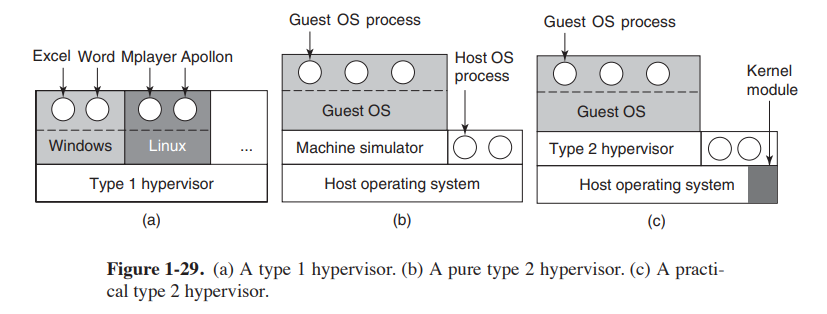 Excel Word Mplayer Apollon
Windows
Linux
...
Type 1 hypervisor
(a)
Guest OS process
Host OS
process
Guest OS
Machine simulator
Host operating system
(b)
Guest OS process
Kernel
module
Guest OS
Type 2 hypervisor
Host operating system
(c)
Figure 1-29. (a) A type 1 hypervisor. (b) A pure type 2 hypervisor. (c) A practi-
cal type 2 hypervisor.